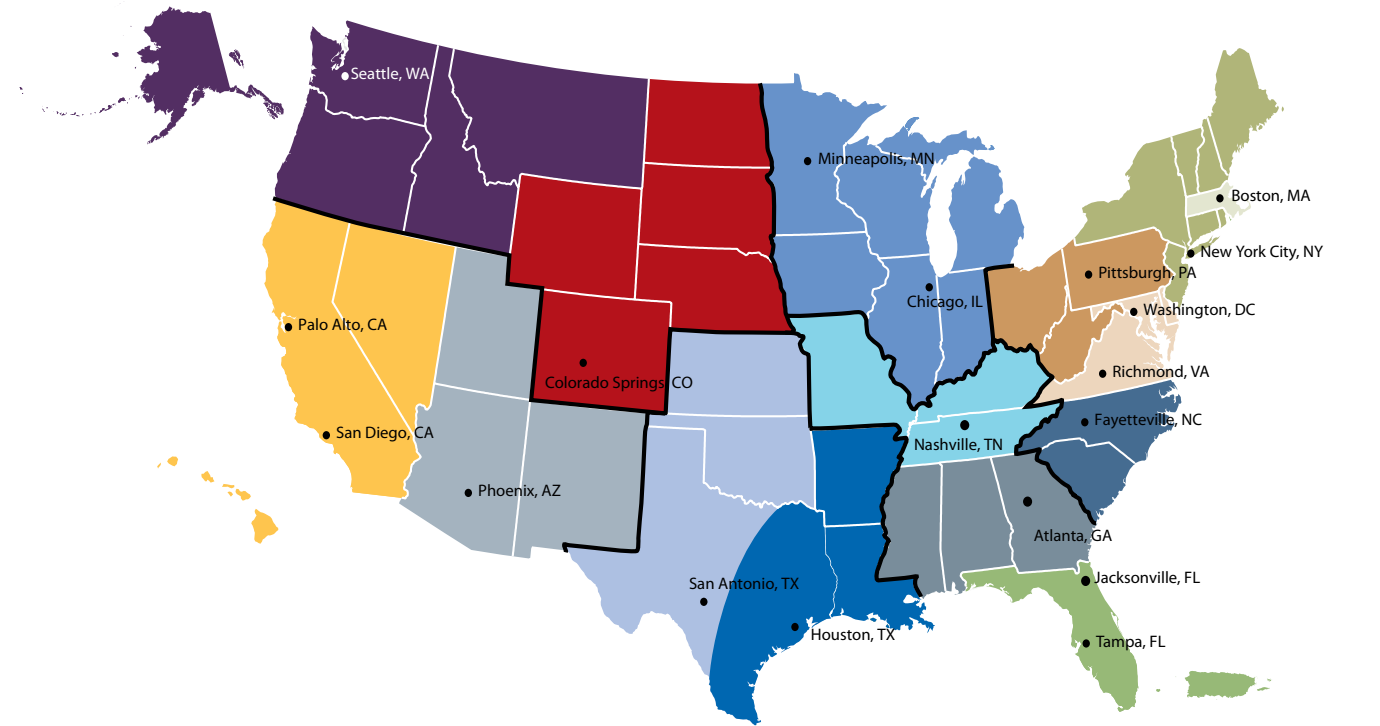 Seattle, WA
Minneapolis, MN
Boston, MA
New York City, NY
Pittsburgh, PA
Chicago, IL
Washington, DC
Palo Alto, CA
Richmond, VA
Colorado Springs, CO
Fayetteville, NC
San Diego, CA
Nashville, TN
Phoenix, AZ
Atlanta, GA
Jacksonville, FL
San Antonio, TX
Houston, TX
Tampa, FL